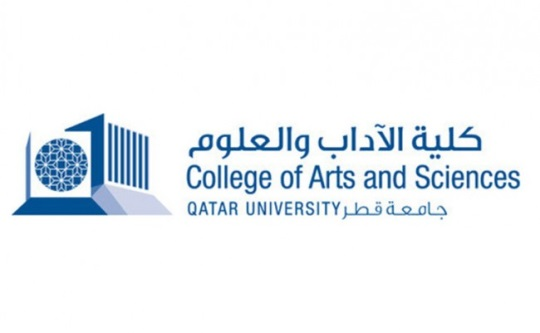 كلية الآداب والعلوم
College of Arts and Sciences
QATAR UNIVERSITY جامعة قطر